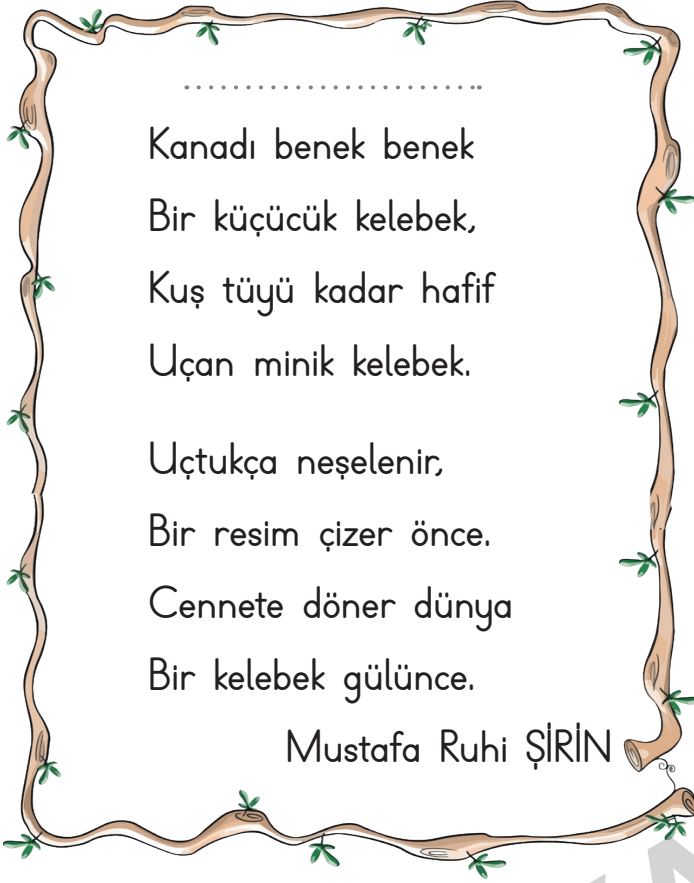 ..........................
Kanadı benek benek
Bir küçücük kelebek,
Kuş tüyü kadar hafif
Uçan minik kelebek.
Uçtukça neşelenir,
Bir resim çizer önce.
Cennete döner dünya
Bir kelebek gülünce.
Mustafa Ruhi ŞİRİN